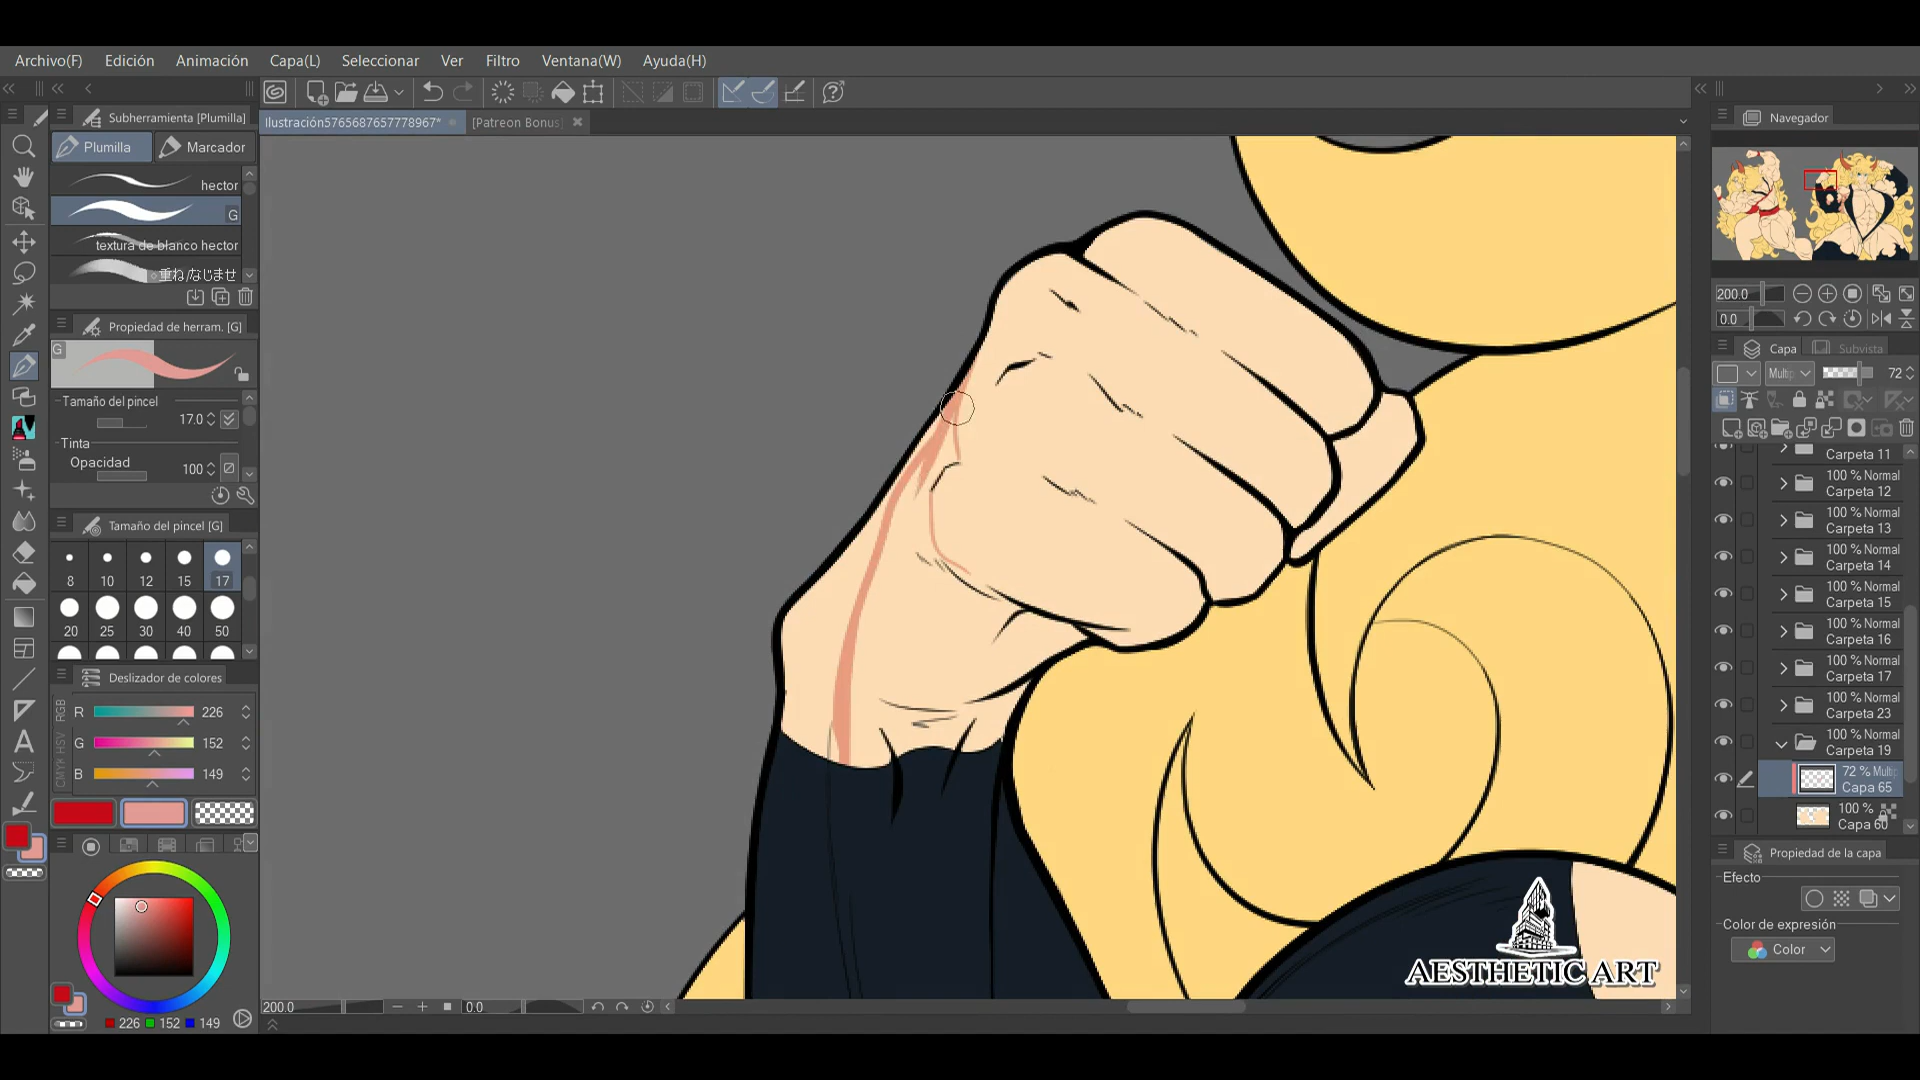 Archivo(F) Edición Animación Capa(L) Seleccionar Ver Filtro Ventana(W) Ayuda(H)
Subherramienta [Plumilla]
Plumilla Marcador
hector
G
textura de blanco hector
重ね/なじませ
Propiedad de herram. [G]
G
Tamaño del pincel
17.0
Tinta
Opacidad 100
Tamaño del pincel [G]
8 10 12 15 17
20 25 30 40 50
Deslizador de colores
RGB HSV CMYK
R 226
G 152
B 149
226 152 149
Ilustración5765687657778967* [Patreon Bonus]
200.0 0.0
AESTHETIC ART
Navegador
200.0
0.0
Capa Subvista
Multip 72
Carpeta 11
100 % Normal
Carpeta 12
100 % Normal
Carpeta 13
100 % Normal
Carpeta 14
100 % Normal
Carpeta 15
100 % Normal
Carpeta 16
100 % Normal
Carpeta 17
100 % Normal
Carpeta 23
100 % Normal
Carpeta 19
72 % Multip
Capa 65
100 %
Capa 60
Propiedad de la capa
Efecto
Color de expresión
Color